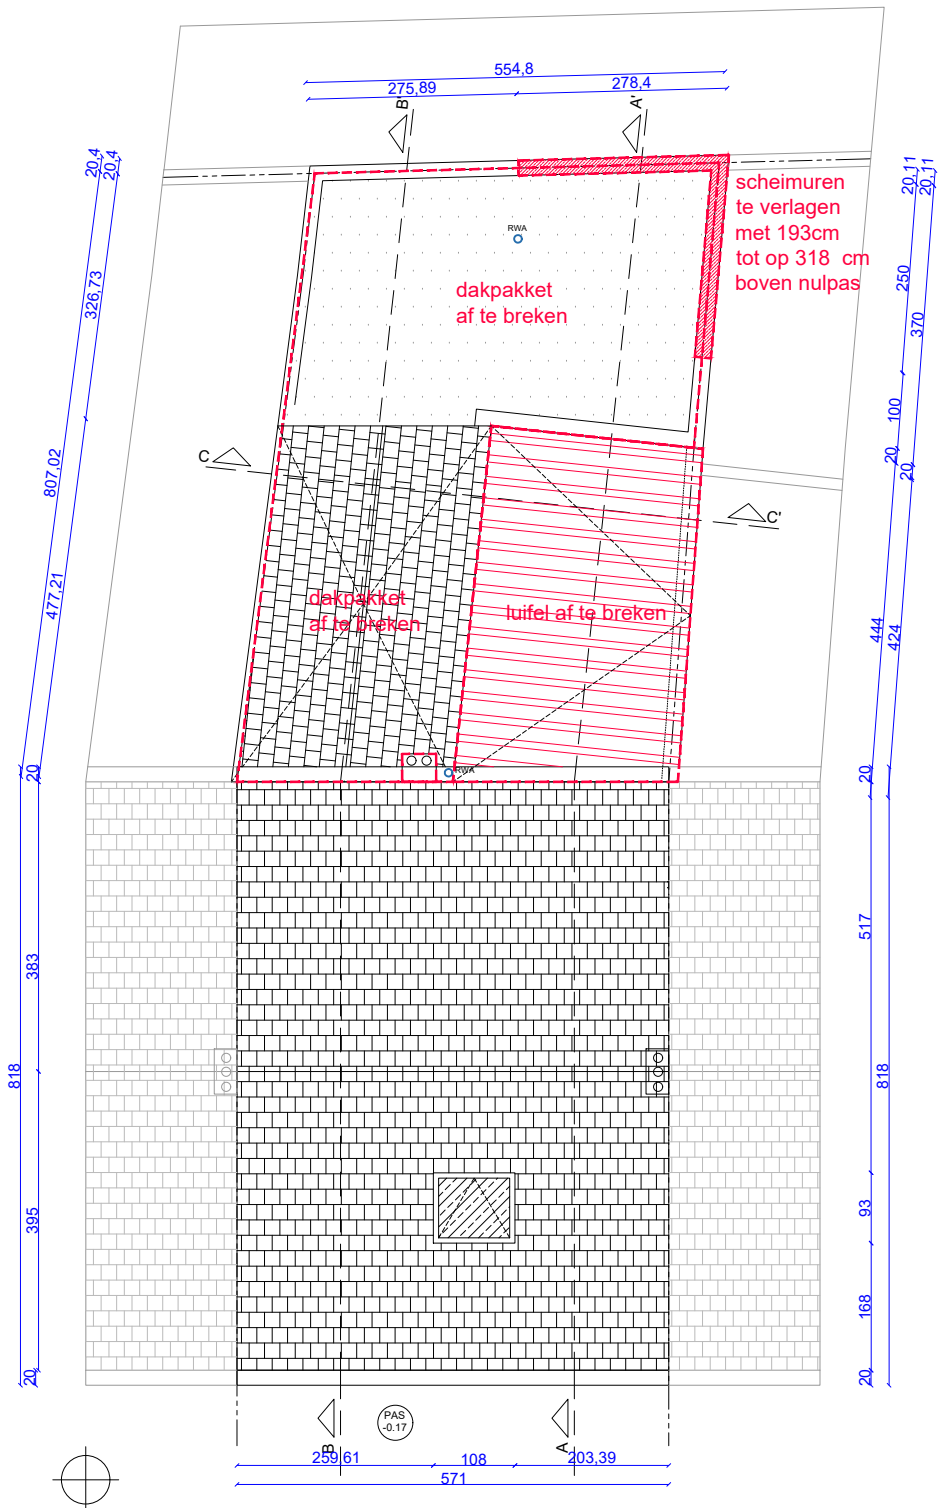 554,8
275,89
278,4
B'
A'
20,4
20,4
20,11
20,11
scheimuren
te verlagen
met 193cm
tot op 318 cm
boven nulpas
RWA
dakpakket
af te breken
326,73
250
370
100
20
20
C
C'
807,02
477,21
dakpakket
af te breken
luifel af te breken
444
424
RWA
20
20
383
517
818
818
395
93
168
20
20
PAS
-0.17
B
A
259,61
108
203,39
571